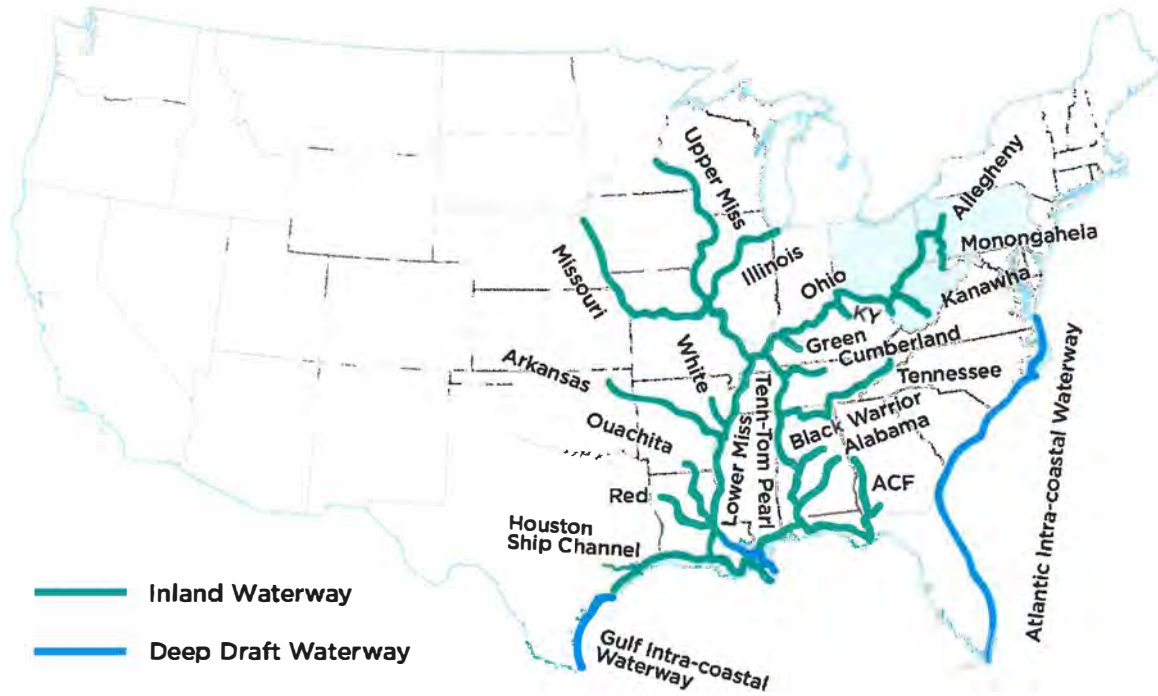 Upper Miss
Allegheny
Monongahela
Missouri
Illinois
Ohio
KY
Kanawha
Green
Cumberland
Arkansas
White
Tennessee
Ouachita
Lower Miss
Tenh-Tom Pearl
Black Warrior
Alabama
Red
ACF
Houston
Ship Channel
Atlantic Intra-coastal Waterway
Inland Waterway
Deep Draft Waterway
Gulf Intra-coastal
Waterway